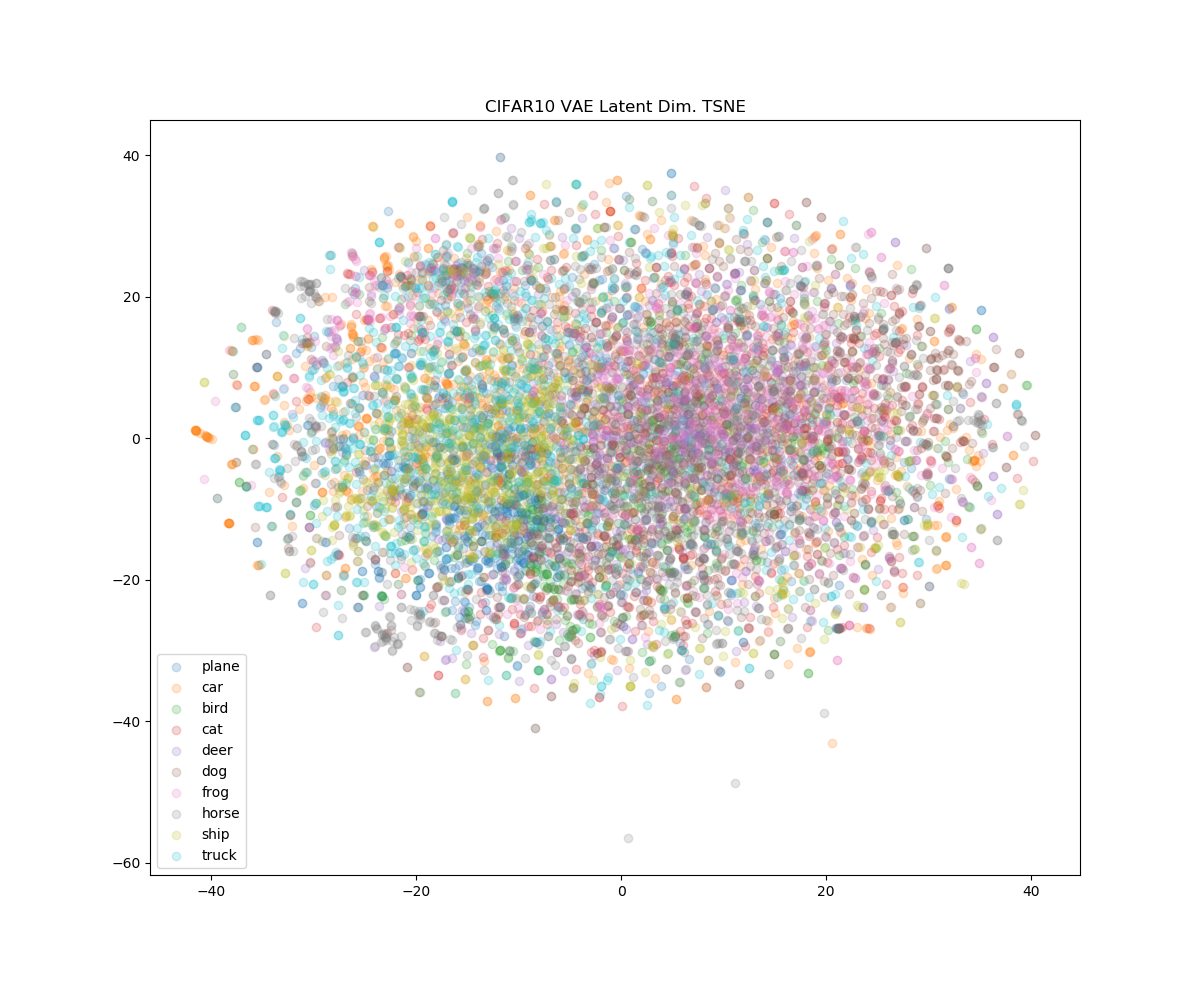 CIFAR10 VAE Latent Dim. TSNE
40
20
0
−20
−40
−60
plane
car
bird
cat
deer
dog
frog
horse
ship
truck
−40
−20
0
20
40